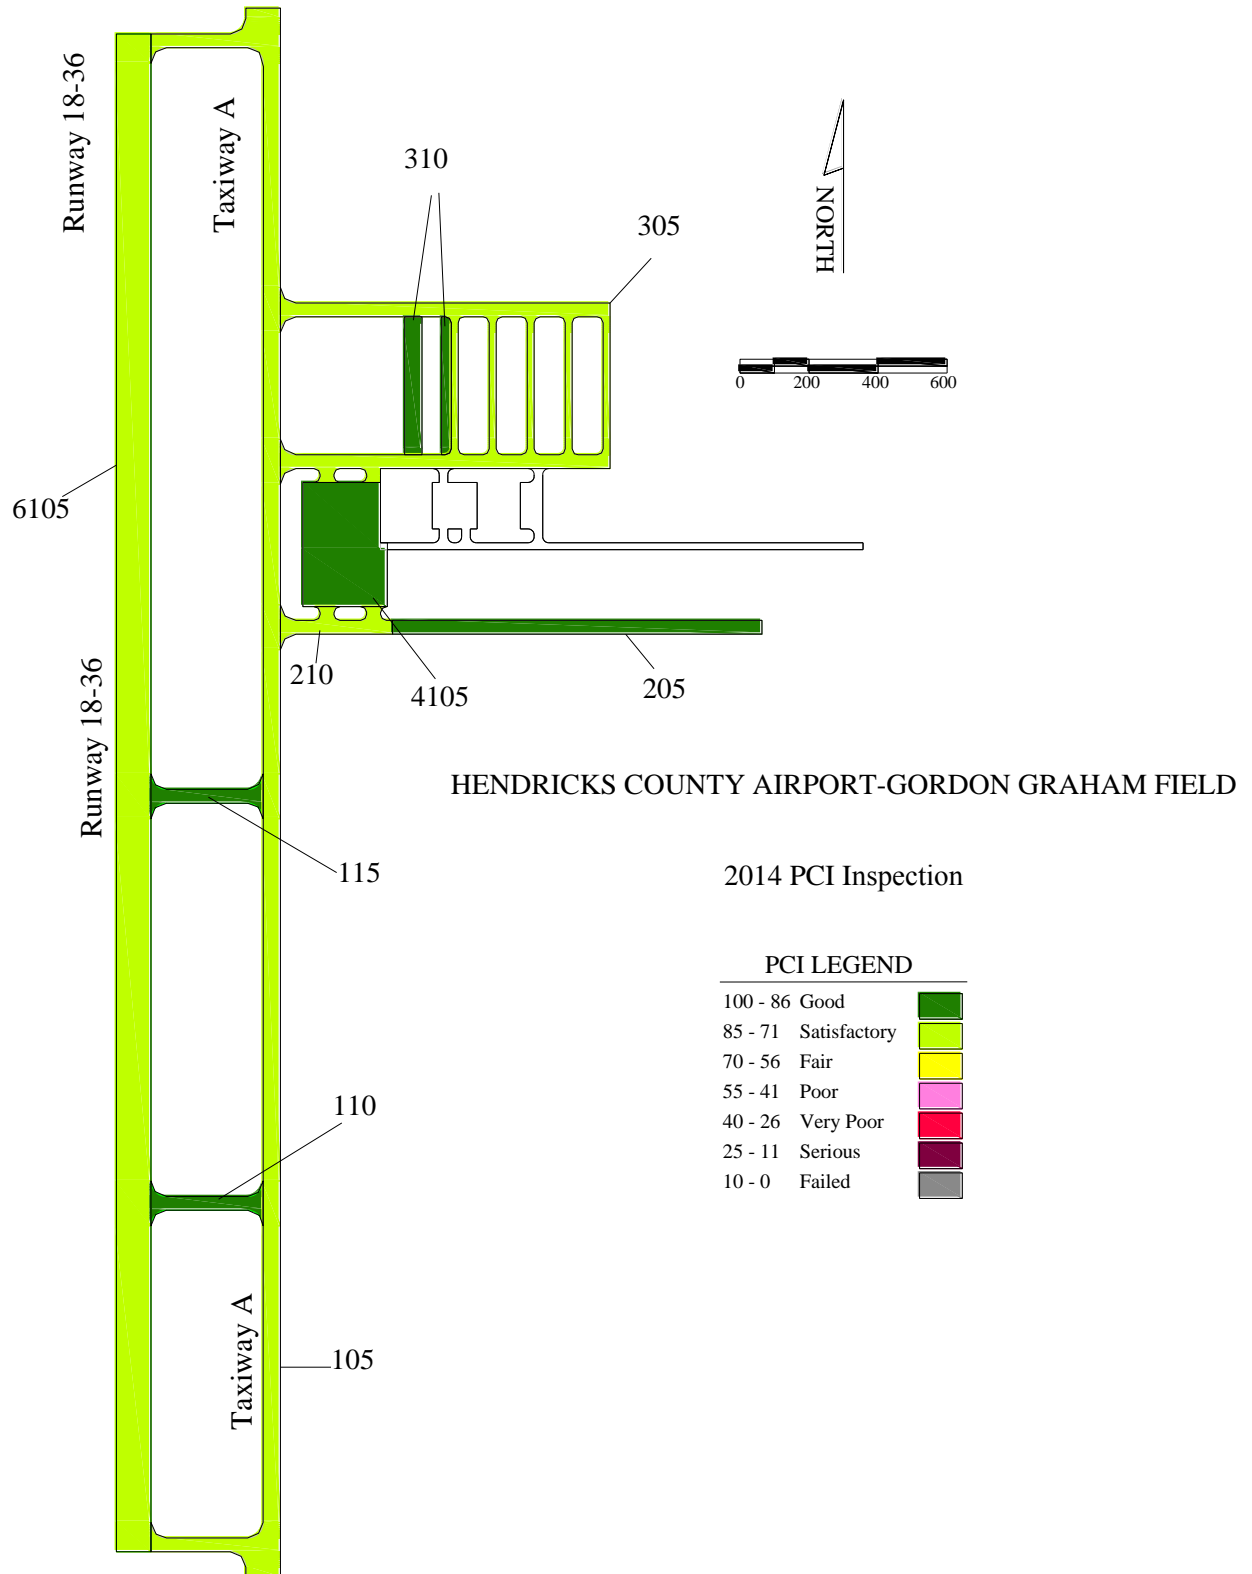 Runway 18-36
Taxiway A
310
305
NORTH
0 200 400 600
6105
210
4105
205
Runway 18-36
HENDRICKS COUNTY AIRPORT-GORDON GRAHAM FIELD
115
2014 PCI Inspection
PCI LEGEND
100 - 86 Good
85 - 71 Satisfactory
70 - 56 Fair
55 - 41 Poor
40 - 26 Very Poor
25 - 11 Serious
10 - 0 Failed
110
Taxiway A
105